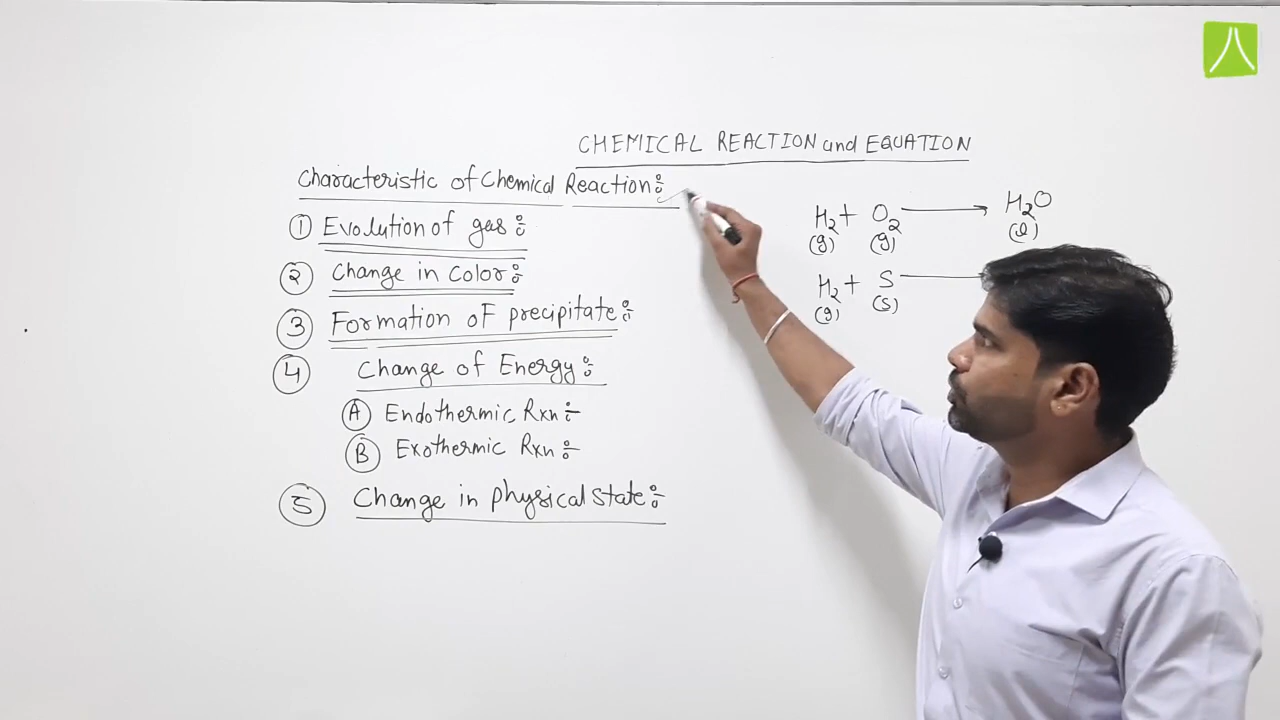 CHEMICAL REACTION and EQUATION
Characteristic of Chemical Reaction:
① Evolution of gas:
② Change in Color:
③ Formation of precipitate:
④ Change of Energy:
Ⓐ Endothermic Rxn:-
Ⓑ Exothermic Rxn:-
⑤ Change in physical state:-
H₂ + O₂ → H₂O
(g) (g) (l)
H₂ + S
(g) (s)